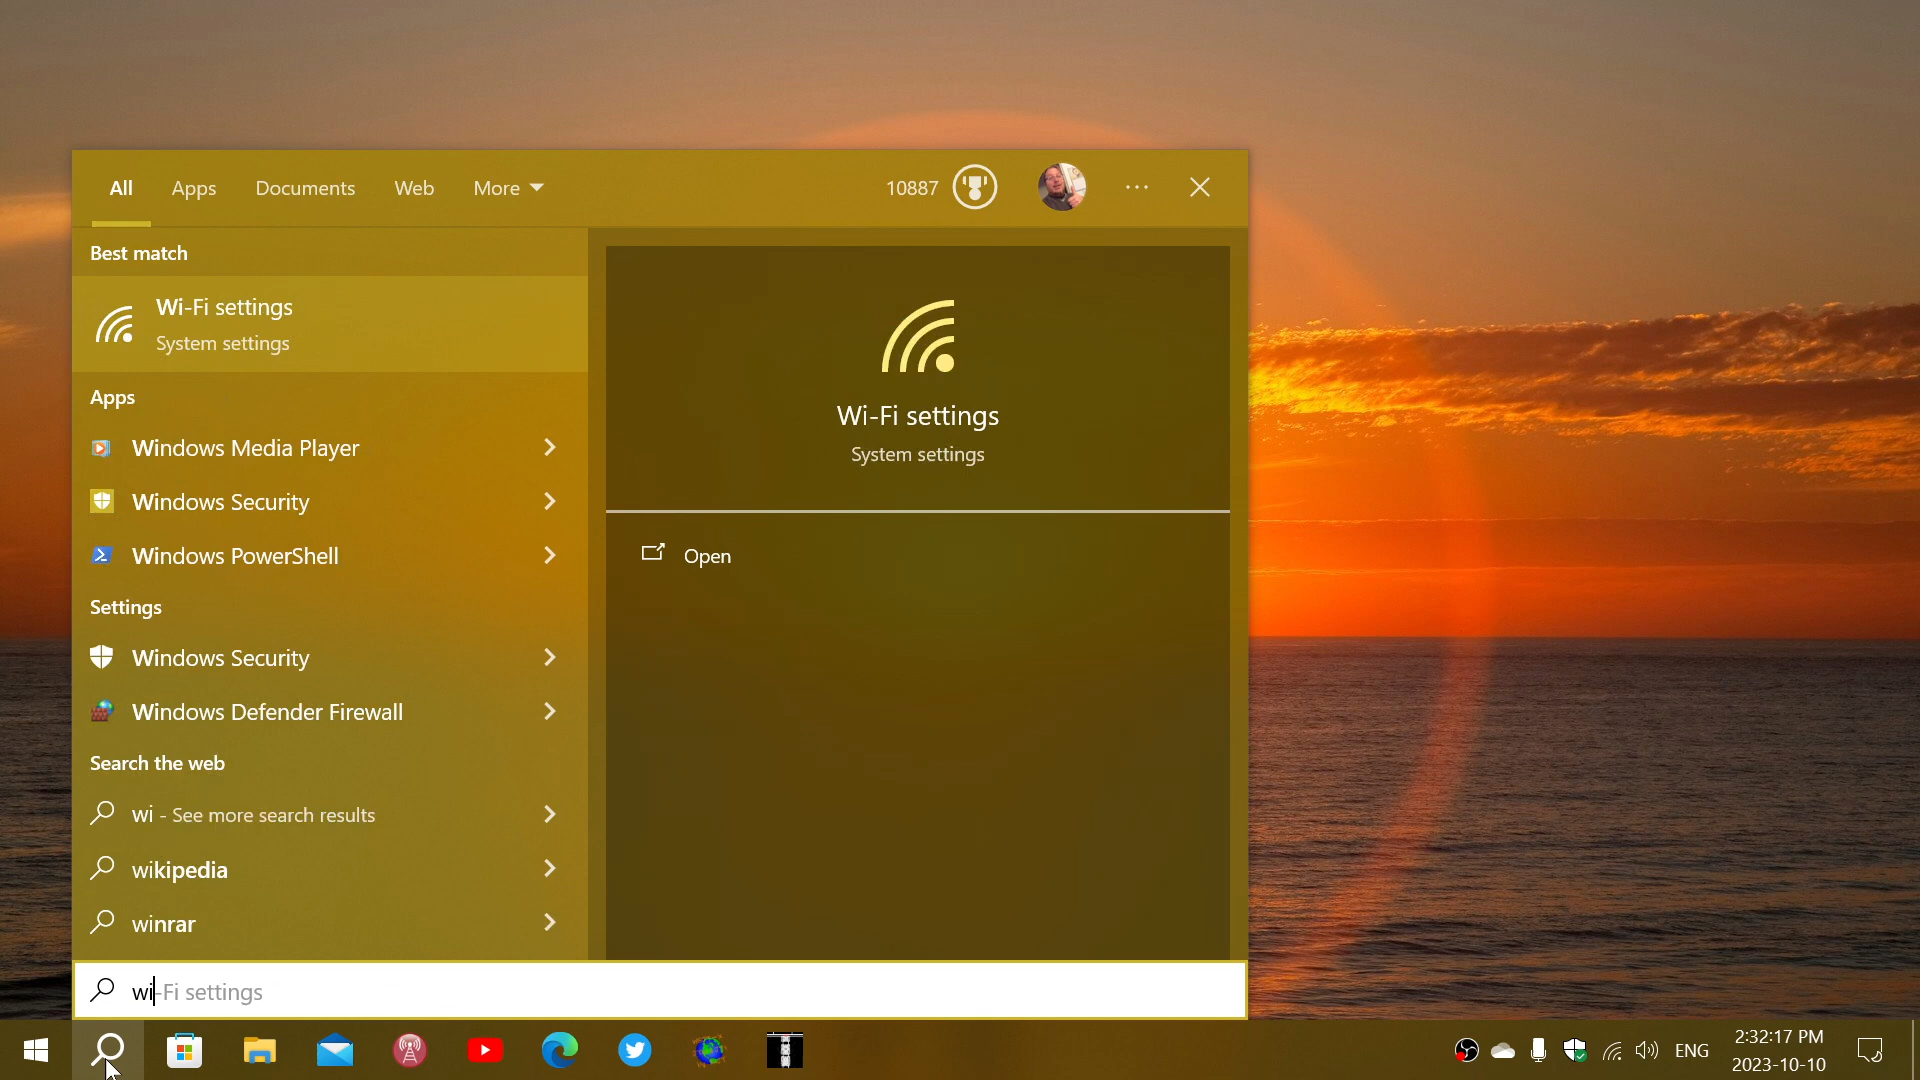 All Apps Documents Web More 10887
Best match
Wi-Fi settings
System settings
Apps
Windows Media Player
Windows Security
Windows PowerShell
Settings
Windows Security
Windows Defender Firewall
Search the web
wi - See more search results
wikipedia
winrar
Wi-Fi settings
System settings
Open
wi-Fi settings
ENG
2:32:17 PM
2023-10-10